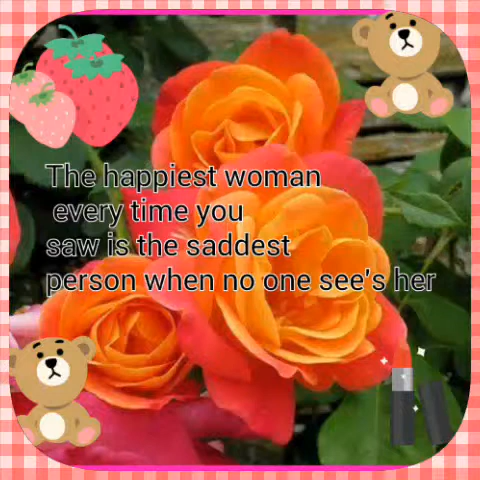 The happiest woman
every time you
saw is the saddest
person when no one see's her